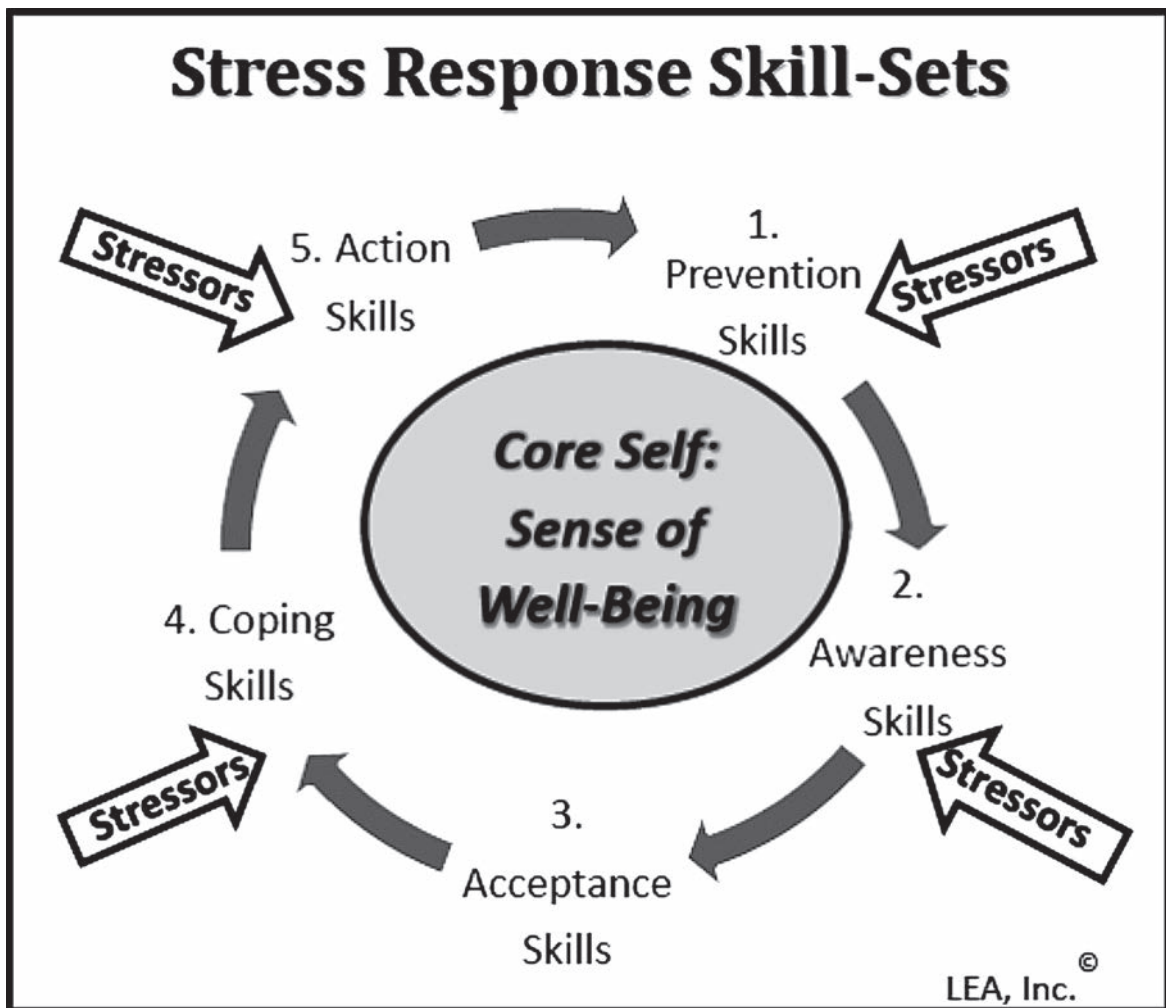 Stress Response Skill-Sets
Stressors
5. Action
Skills
1.
Prevention
Skills
Stressors
Core Self:
Sense of
Well-Being
2.
Awareness
Skills
Stressors
3.
Acceptance
Skills
4. Coping
Skills
Stressors
©
LEA, Inc.